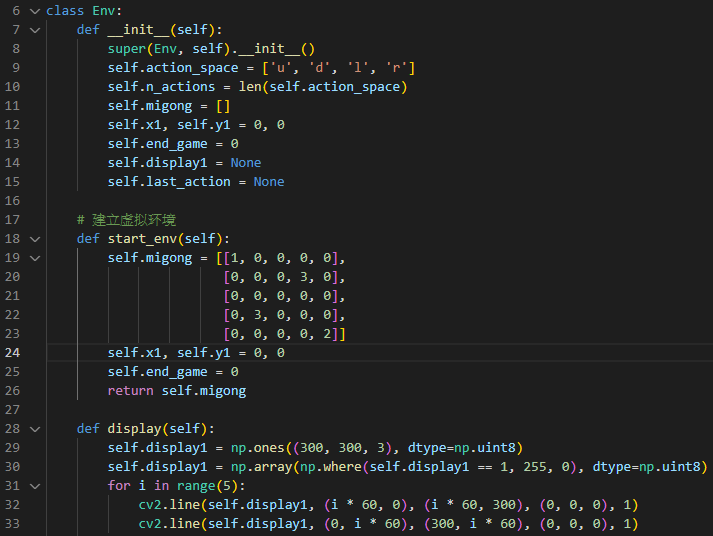 6 class Env:
7     def __init__(self):
8         super(Env, self).__init__()
9         self.action_space = ['u', 'd', 'l', 'r']
10         self.n_actions = len(self.action_space)
11         self.migong = []
12         self.x1, self.y1 = 0, 0
13         self.end_game = 0
14         self.display1 = None
15         self.last_action = None
16
17     # 建立虚拟环境
18     def start_env(self):
19         self.migong = [[1, 0, 0, 0, 0],
20                        [0, 0, 0, 3, 0],
21                        [0, 0, 0, 0, 0],
22                        [0, 3, 0, 0, 0],
23                        [0, 0, 0, 0, 2]]
24         self.x1, self.y1 = 0, 0
25         self.end_game = 0
26         return self.migong
27
28     def display(self):
29         self.display1 = np.ones((300, 300, 3), dtype=np.uint8)
30         self.display1 = np.array(np.where(self.display1 == 1, 255, 0), dtype=np.uint8)
31         for i in range(5):
32             cv2.line(self.display1, (i * 60, 0), (i * 60, 300), (0, 0, 0), 1)
33             cv2.line(self.display1, (0, i * 60), (300, i * 60), (0, 0, 0), 1)